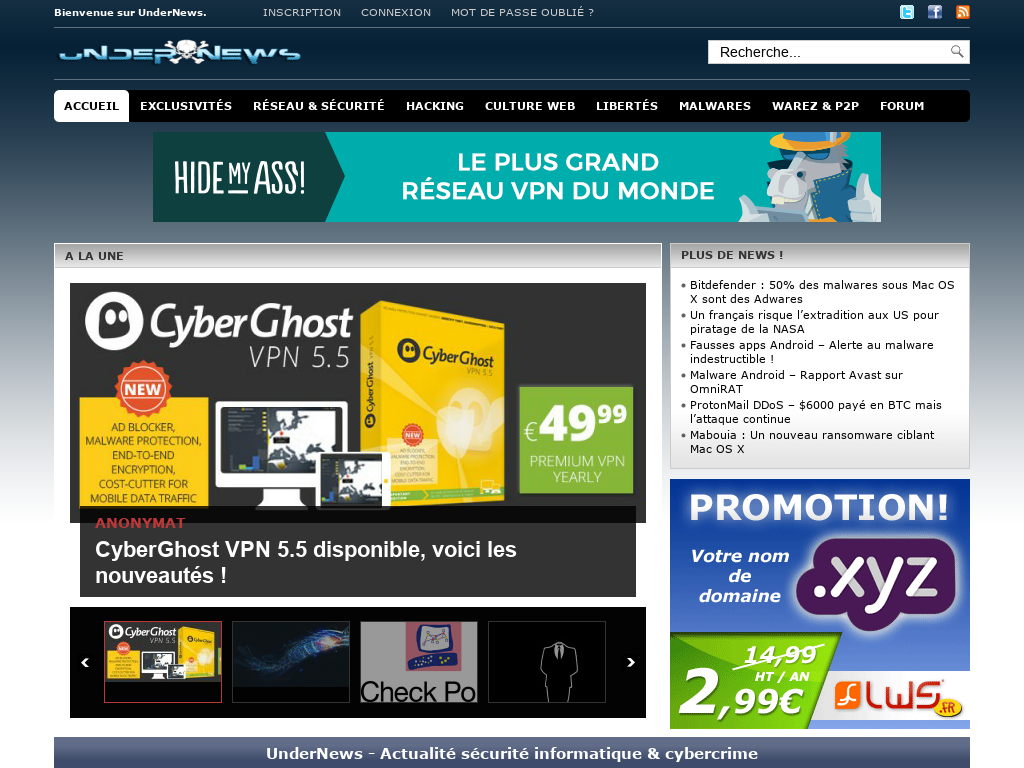 Bienvenue sur UnderNews.
INSCRIPTION CONNEXION MOT DE PASSE OUBLIÉ ?
UNDERNEWS
Recherche...
ACCUEIL EXCLUSIVITÉS RÉSEAU & SÉCURITÉ HACKING CULTURE WEB LIBERTÉS MALWARES WAREZ & P2P FORUM
HIDE MY ASS!
LE PLUS GRAND
RÉSEAU VPN DU MONDE
A LA UNE
CyberGhost
VPN 5.5
NEW
AD BLOCKER,
MALWARE PROTECTION,
END-TO-END
ENCRYPTION,
COST-CUTTER FOR
MOBILE DATA TRAFFIC
CyberGhost
VPN 5.5
CyberGhost VPN 5.5
NEW
€4999
PREMIUM VPN
YEARLY
ANONYMAT
CyberGhost VPN 5.5 disponible, voici les
nouveautés !
CyberGhost
NEW
Check Po
PLUS DE NEWS !
Bitdefender : 50% des malwares sous Mac OS
X sont des Adwares
Un français risque l’extradition aux US pour
piratage de la NASA
Fausses apps Android – Alerte au malware
indestructible !
Malware Android – Rapport Avast sur
OmniRAT
ProtonMail DDoS – $6000 payé en BTC mais
l’attaque continue
Mabouia : Un nouveau ransomware ciblant
Mac OS X
PROMOTION!
Votre nom
de
domaine
.xyz
14,99
HT / AN
2,99€
LWS
.FR
UnderNews - Actualité sécurité informatique & cybercrime